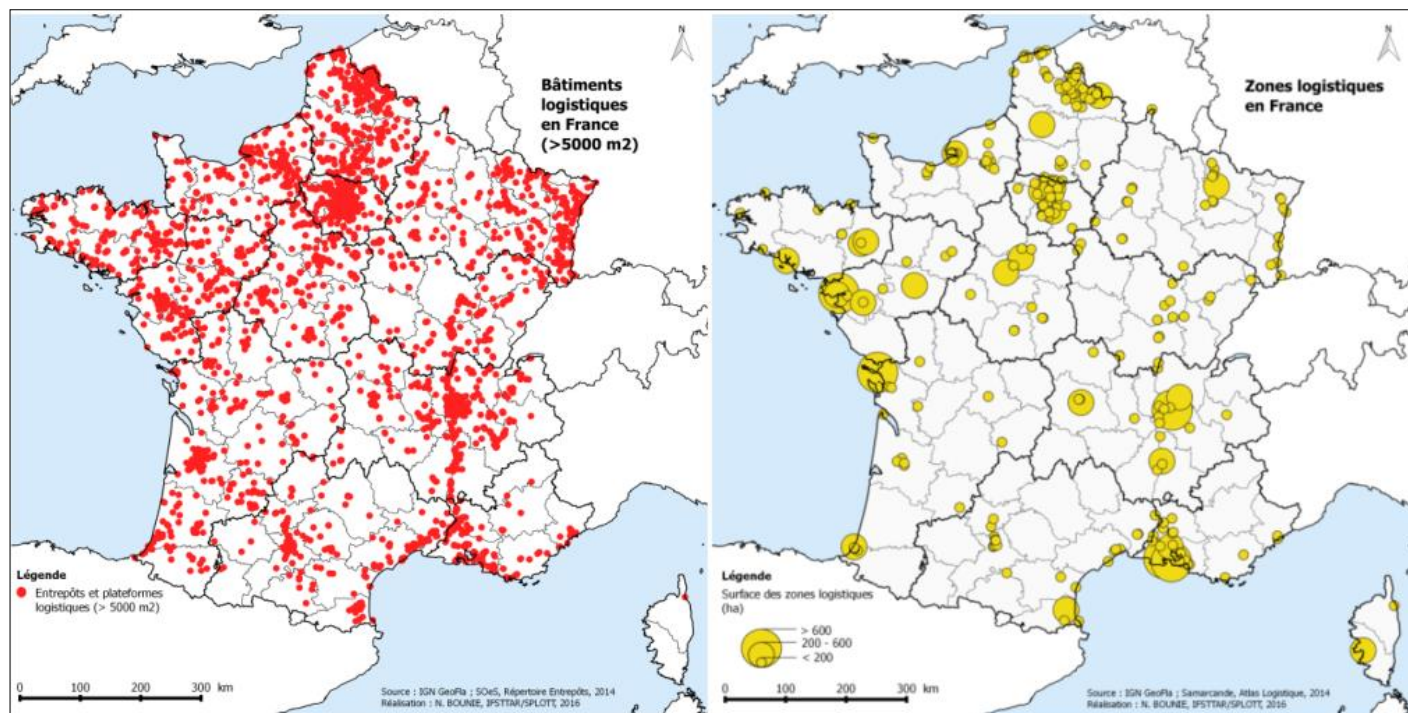 N
Bâtiments
logistiques
en France
(>5000 m2)
Légende
Entrepôts et plateformes
logistiques (> 5000 m2)
0 100 200 300 km
Source : IGN GeoFla ; SOeS, Répertoire Entrepôts, 2014
Réalisation : N. BOUNIE, IFSTTAR/SPLOTT, 2016
N
Zones logistiques
en France
Légende
Surface des zones logistiques
(ha)
> 600
200 - 600
< 200
0 100 200 300 km
Source : IGN GeoFla ; Samarcande, Atlas Logistique, 2014
Réalisation : N. BOUNIE, IFSTTAR/SPLOTT, 2016